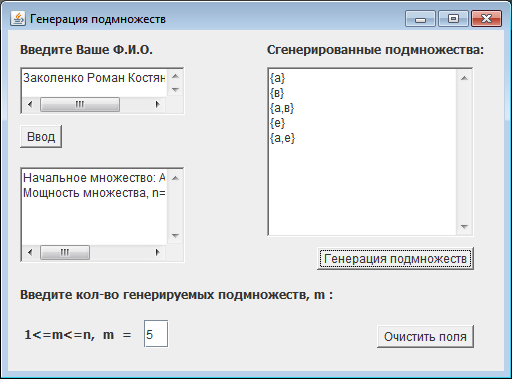 Генерация подмножеств
Введите Ваше Ф.И.О.
Заколенко Роман Костян
Ввод
Начальное множество: А
Мощность множества, n=
Сгенерированные подмножества:
{а}
{в}
{а,в}
{е}
{а,е}
Генерация подмножеств
Введите кол-во генерируемых подмножеств, m :
1<=m<=n, m = 5
Очистить поля